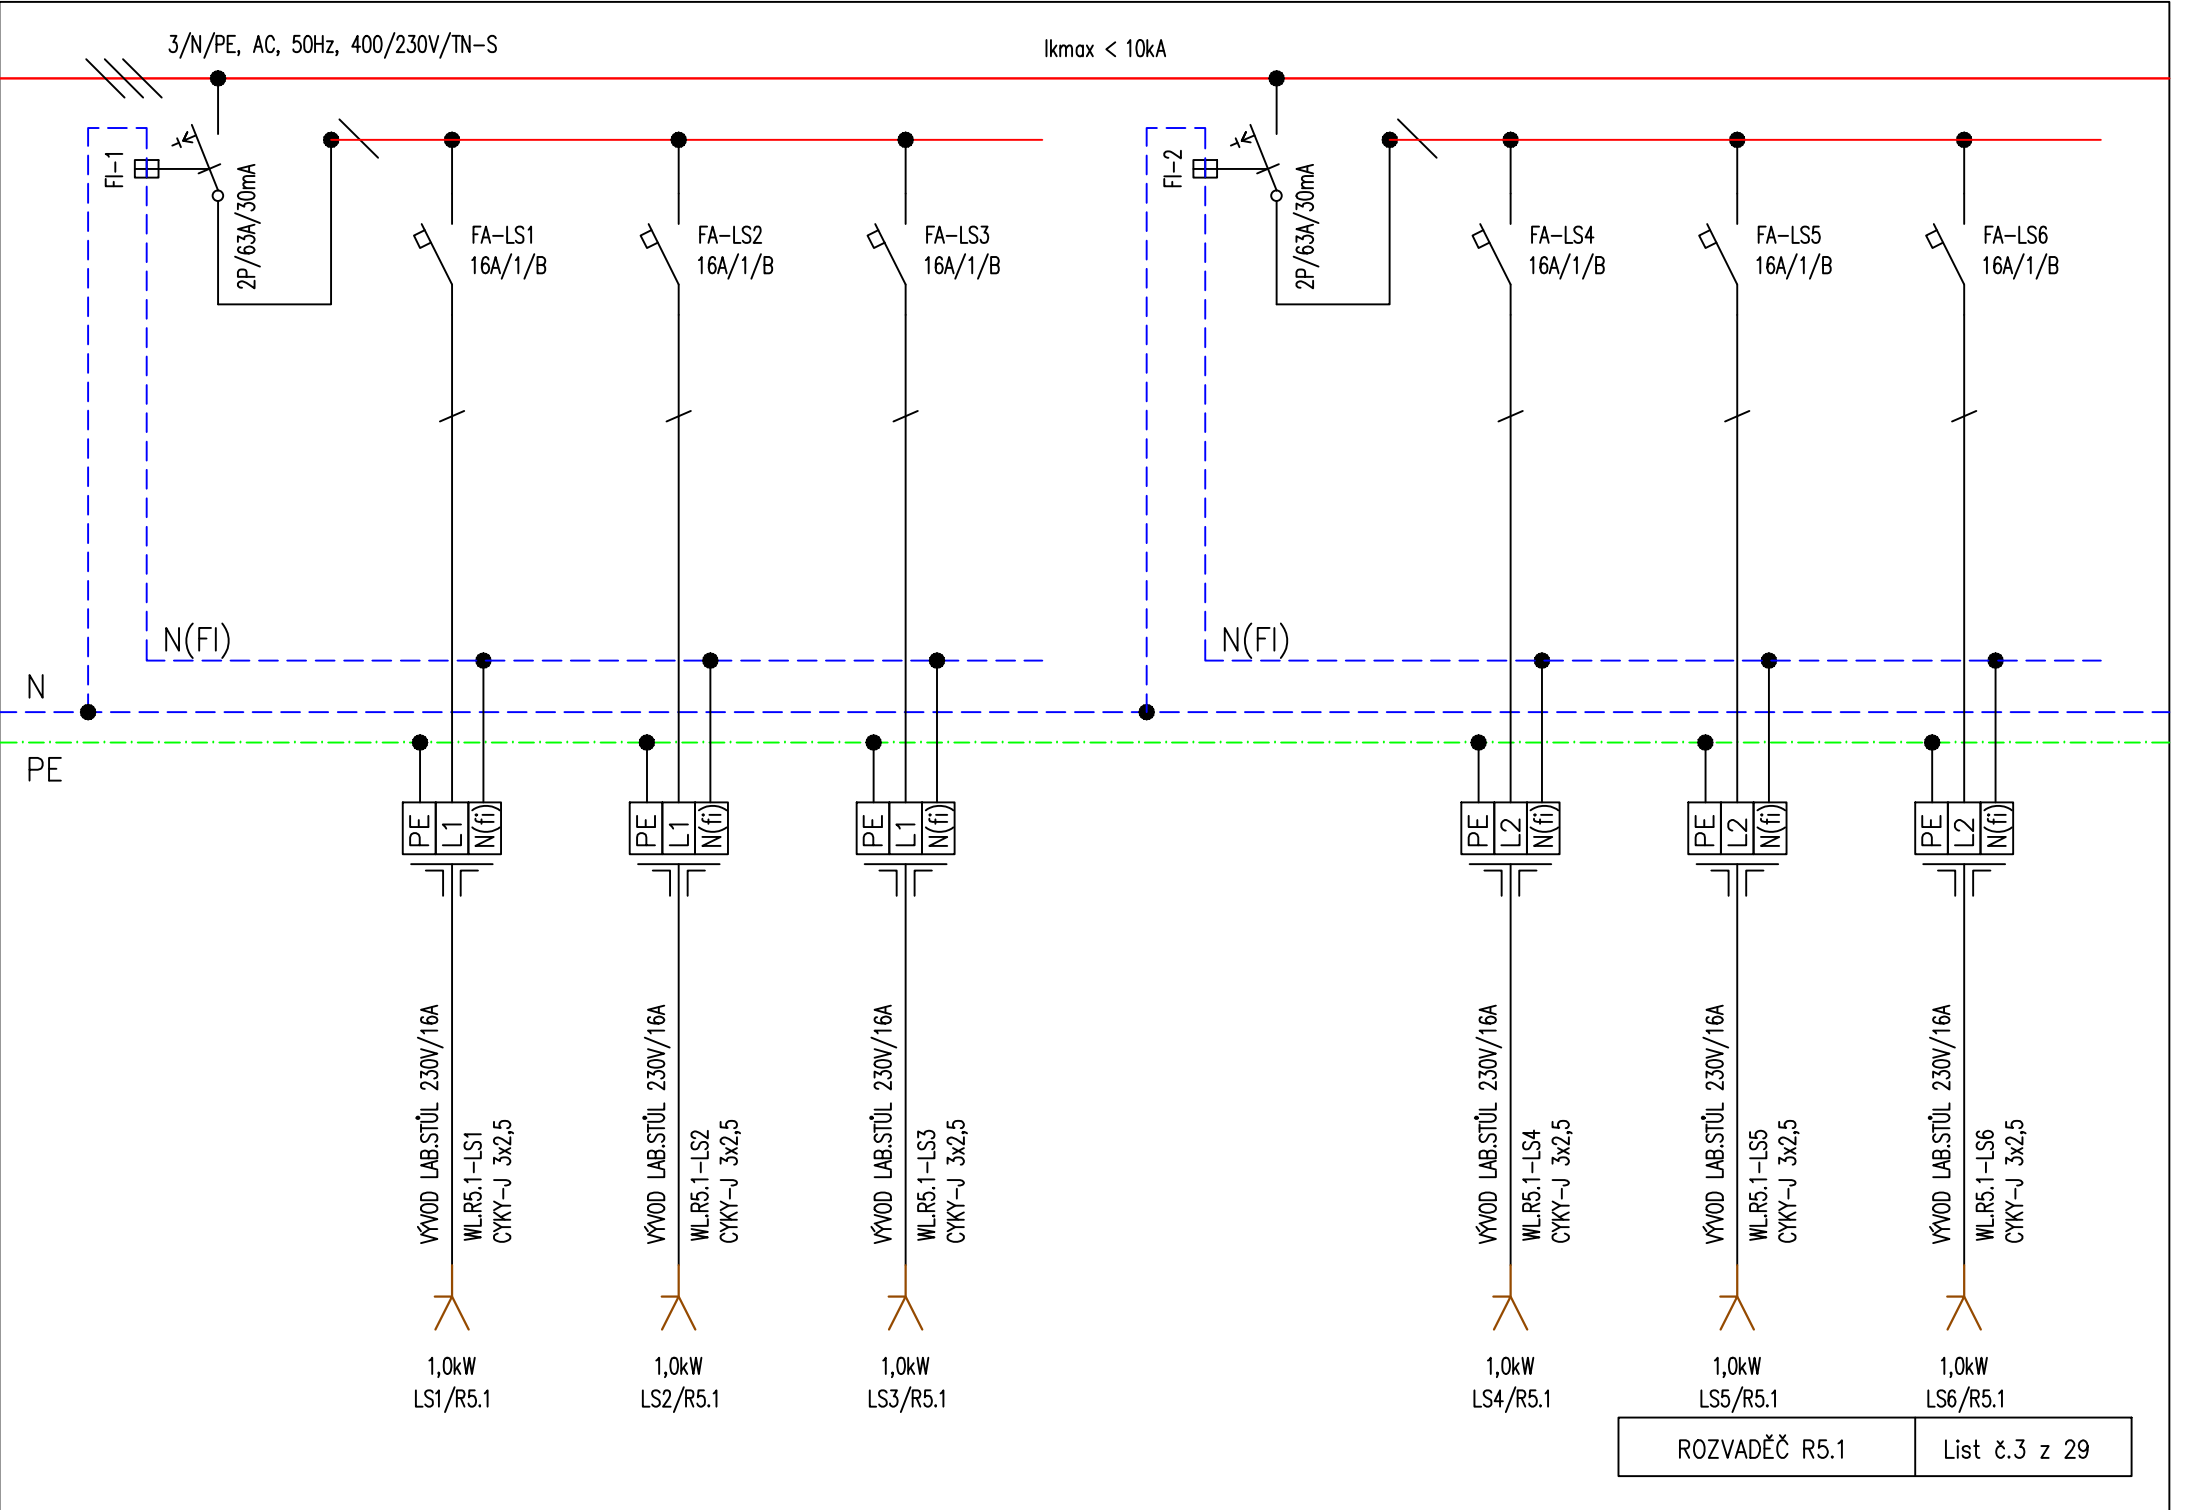 3/N/PE, AC, 50Hz, 400/230V/TN-S
Ikmax < 10kA
FI-1
2P/63A/30mA
FA-LS1
16A/1/B
FA-LS2
16A/1/B
FA-LS3
16A/1/B
FI-2
2P/63A/30mA
FA-LS4
16A/1/B
FA-LS5
16A/1/B
FA-LS6
16A/1/B
N(FI)
N(FI)
N
PE
PE L1 N(fi)
PE L1 N(fi)
PE L1 N(fi)
PE L2 N(fi)
PE L2 N(fi)
PE L2 N(fi)
VÝVOD LAB.STŮL 230V/16A
WL.R5.1-LS1
CYKY-J 3x2,5
VÝVOD LAB.STŮL 230V/16A
WL.R5.1-LS2
CYKY-J 3x2,5
VÝVOD LAB.STŮL 230V/16A
WL.R5.1-LS3
CYKY-J 3x2,5
VÝVOD LAB.STŮL 230V/16A
WL.R5.1-LS4
CYKY-J 3x2,5
VÝVOD LAB.STŮL 230V/16A
WL.R5.1-LS5
CYKY-J 3x2,5
VÝVOD LAB.STŮL 230V/16A
WL.R5.1-LS6
CYKY-J 3x2,5
1,0kW
LS1/R5.1
1,0kW
LS2/R5.1
1,0kW
LS3/R5.1
1,0kW
LS4/R5.1
1,0kW
LS5/R5.1
1,0kW
LS6/R5.1
ROZVADĚČ R5.1
List č.3 z 29